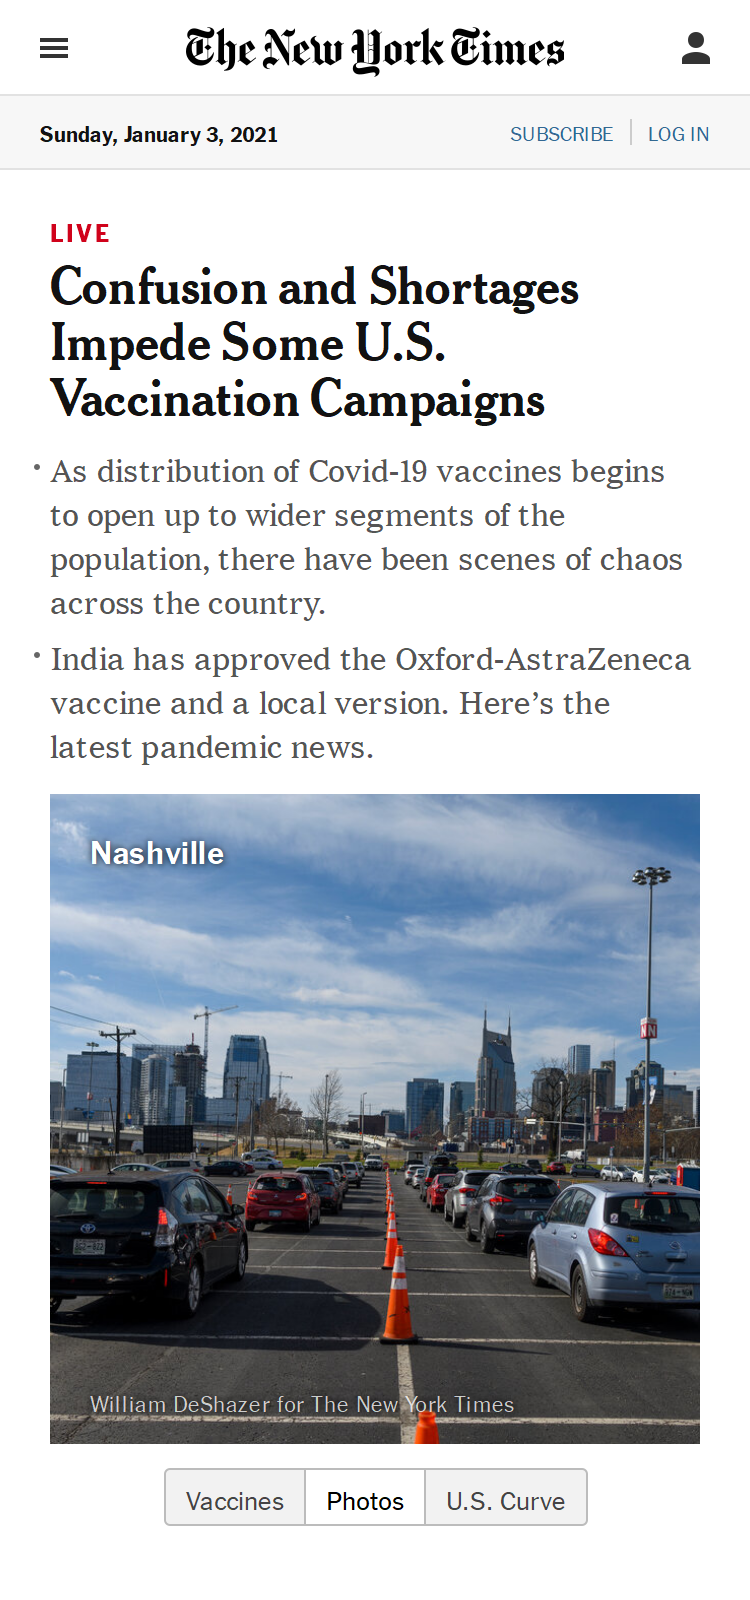 The New York Times
Sunday, January 3, 2021
SUBSCRIBE
LOG IN
LIVE
Confusion and Shortages
Impede Some U.S.
Vaccination Campaigns
• As distribution of Covid-19 vaccines begins
to open up to wider segments of the
population, there have been scenes of chaos
across the country.
• India has approved the Oxford-AstraZeneca
vaccine and a local version. Here’s the
latest pandemic news.
Nashville
N
William DeShazer for The New York Times
Vaccines
Photos
U.S. Curve